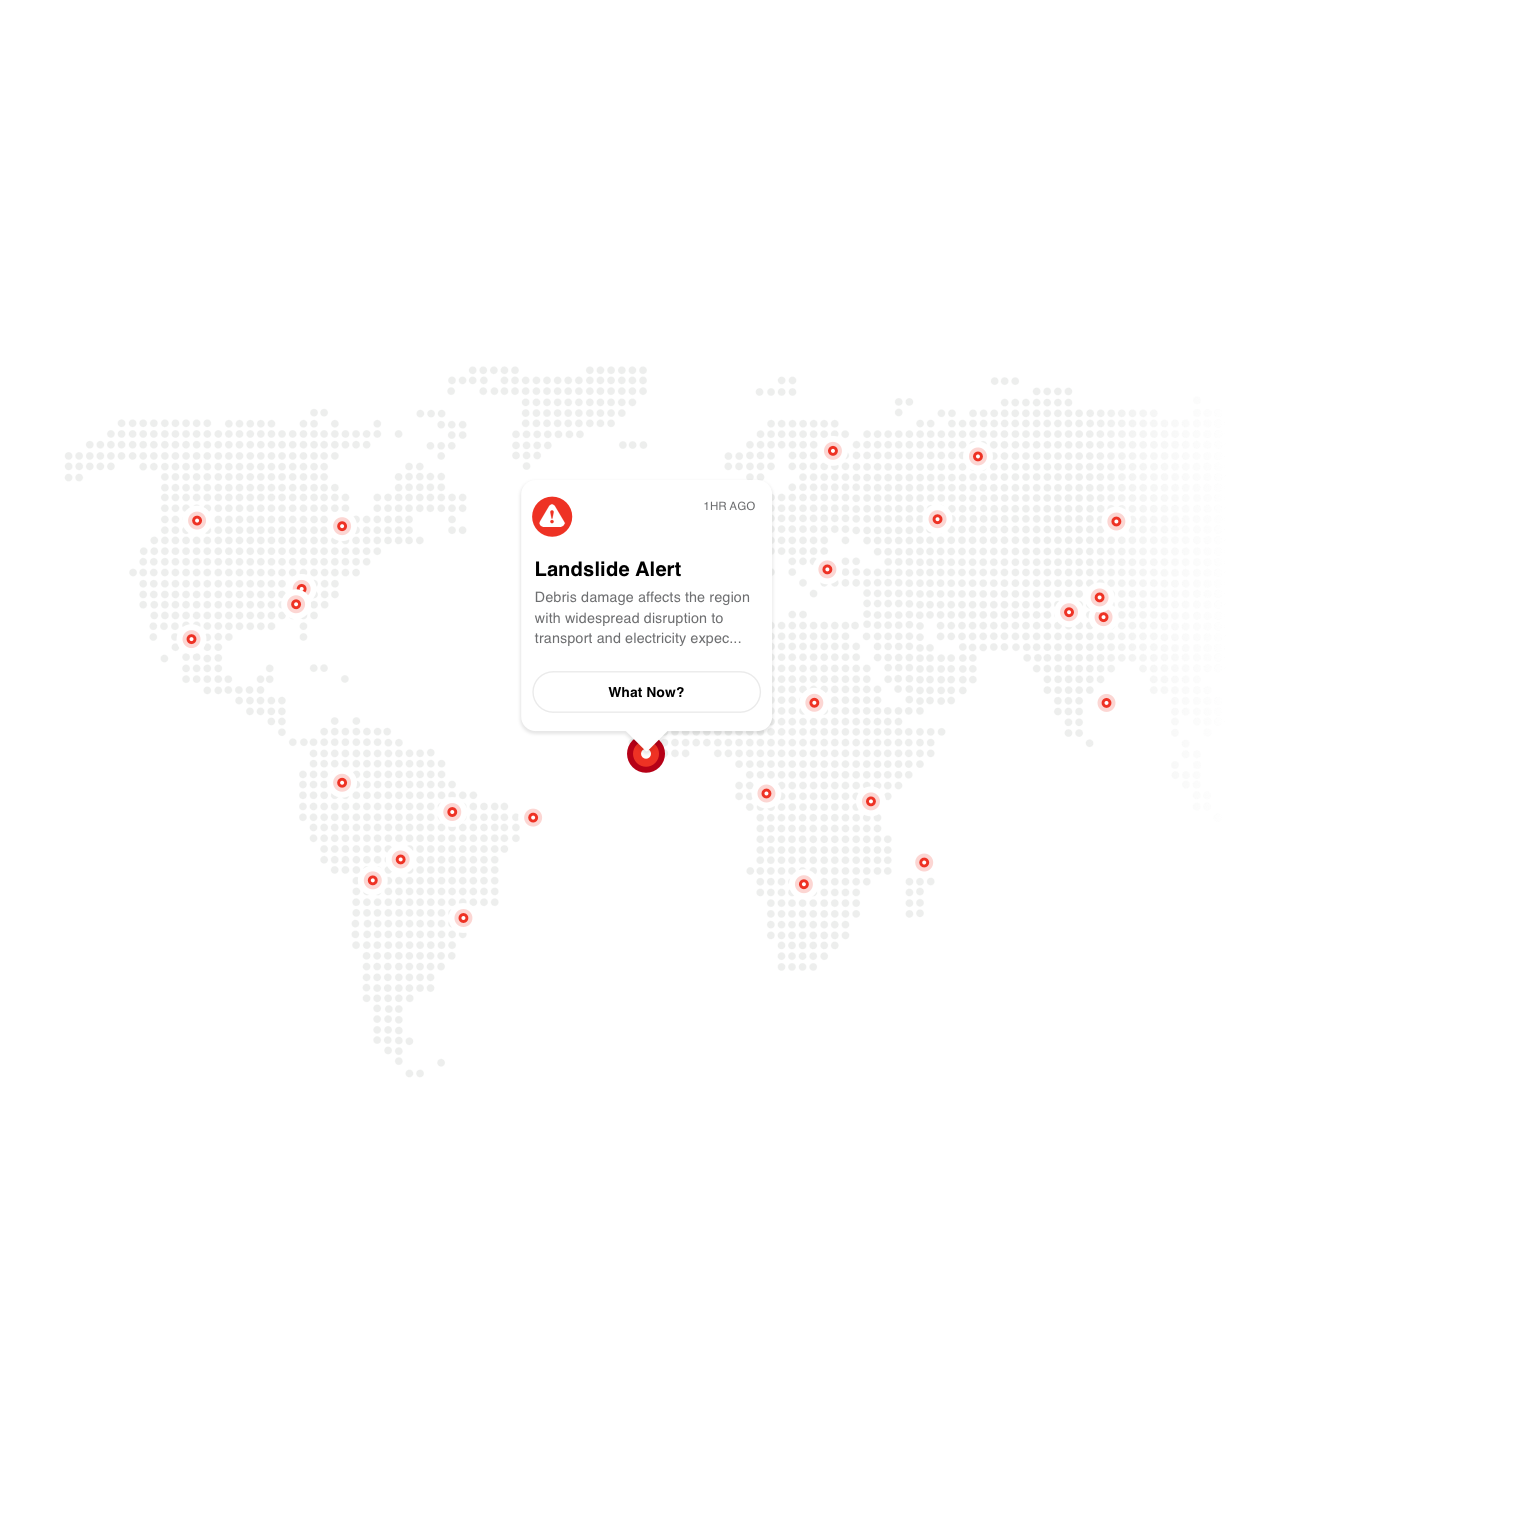 1HR AGO
Landslide Alert
Debris damage affects the region
with widespread disruption to
transport and electricity expec...
What Now?